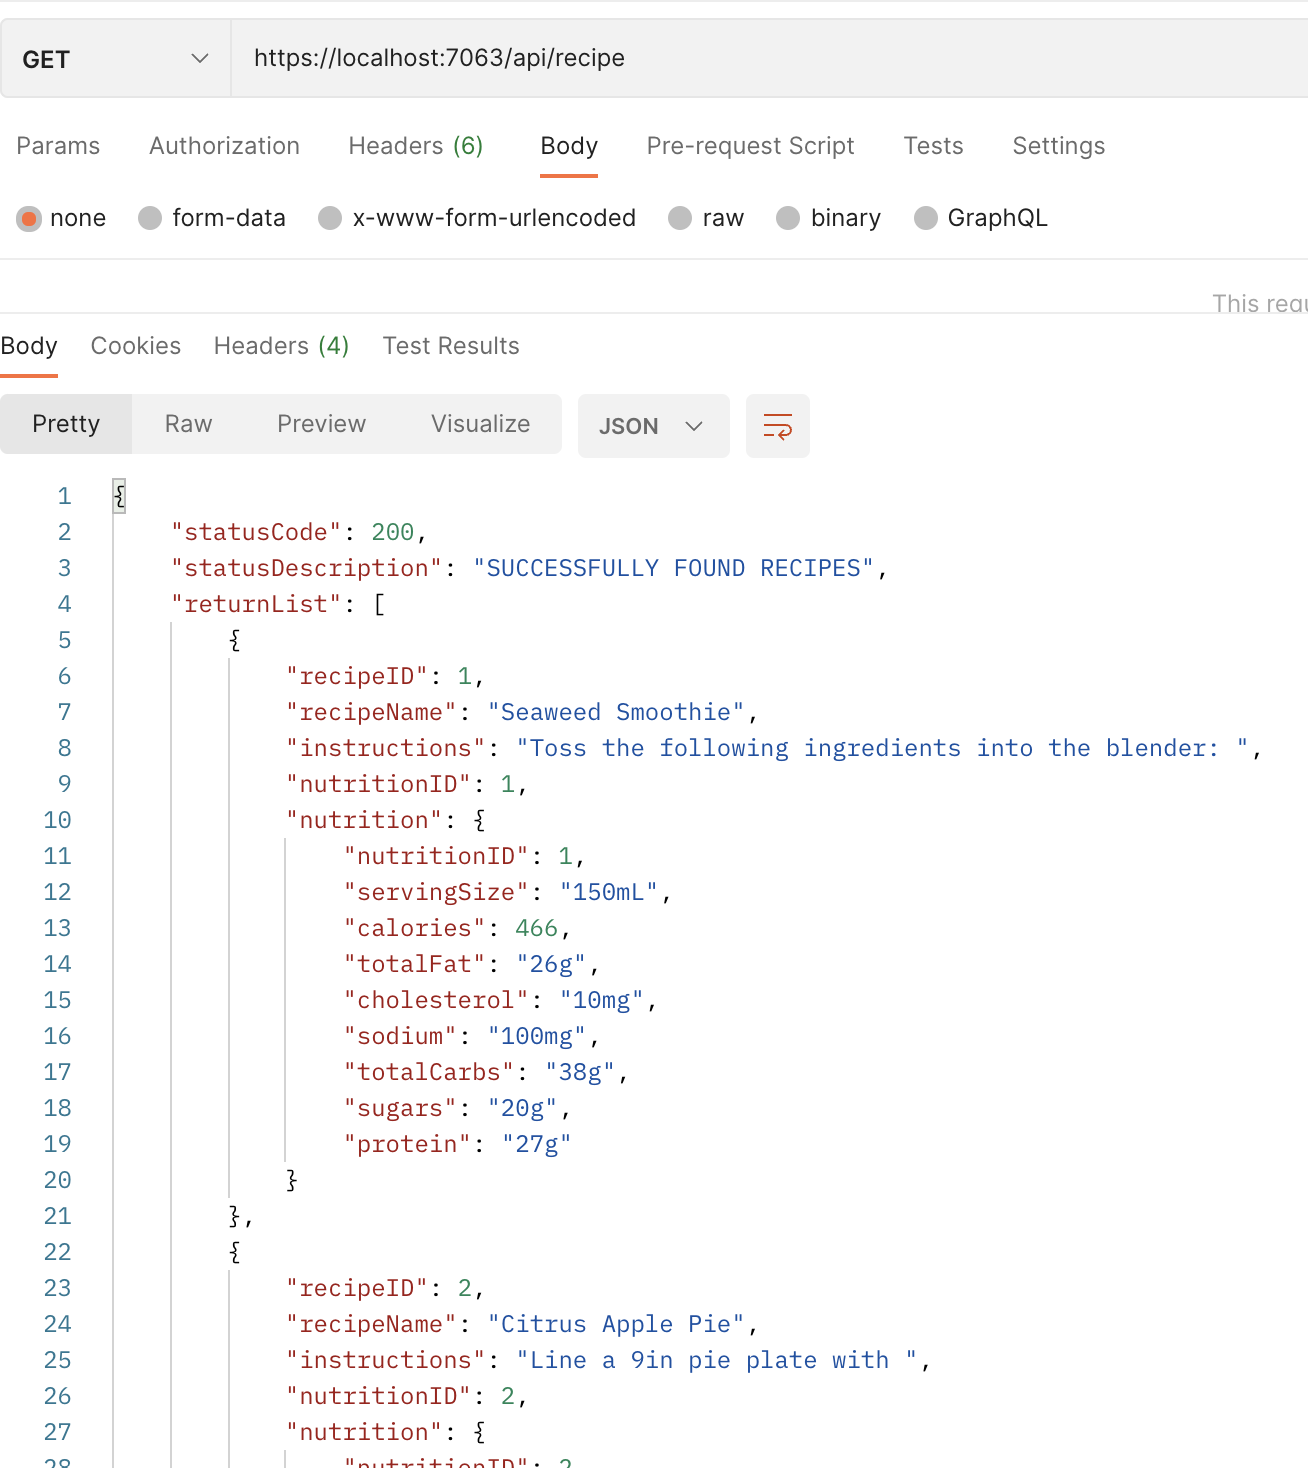 GET https://localhost:7063/api/recipe
Params Authorization Headers (6) Body Pre-request Script Tests Settings
none form-data x-www-form-urlencoded raw binary GraphQL
This
Body Cookies Headers (4) Test Results
Pretty Raw Preview Visualize JSON
1 {
2 "statusCode": 200,
3 "statusDescription": "SUCCESSFULLY FOUND RECIPES",
4 "returnList": [
5 {
6 "recipeID": 1,
7 "recipeName": "Seaweed Smoothie",
8 "instructions": "Toss the following ingredients into the blender: ",
9 "nutritionID": 1,
10 "nutrition": {
11 "nutritionID": 1,
12 "servingSize": "150mL",
13 "calories": 466,
14 "totalFat": "26g",
15 "cholesterol": "10mg",
16 "sodium": "100mg",
17 "totalCarbs": "38g",
18 "sugars": "20g",
19 "protein": "27g"
20 }
21 },
22 {
23 "recipeID": 2,
24 "recipeName": "Citrus Apple Pie",
25 "instructions": "Line a 9in pie plate with ",
26 "nutritionID": 2,
27 "nutrition": {
28 "nutritionID": 2